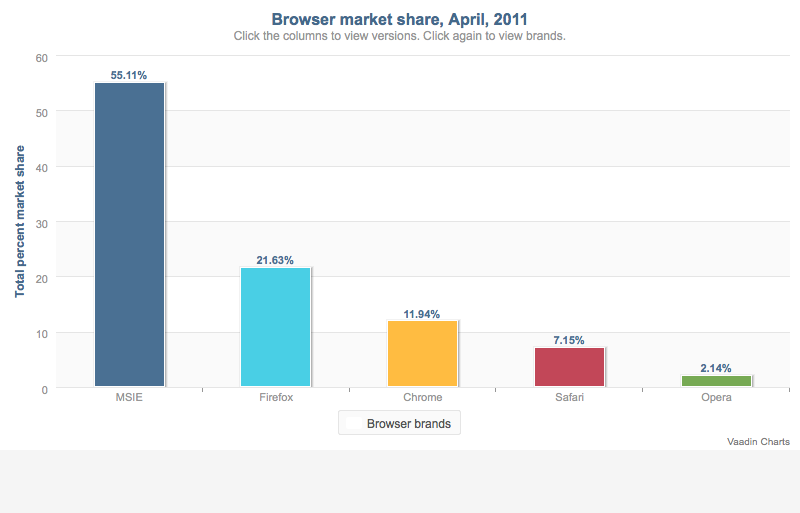 Browser market share, April, 2011
Click the columns to view versions. Click again to view brands.
Total percent market share
60
50
40
30
20
10
0
55.11%
21.63%
11.94%
7.15%
2.14%
MSIE
Firefox
Chrome
Safari
Opera
Browser brands
Vaadin Charts